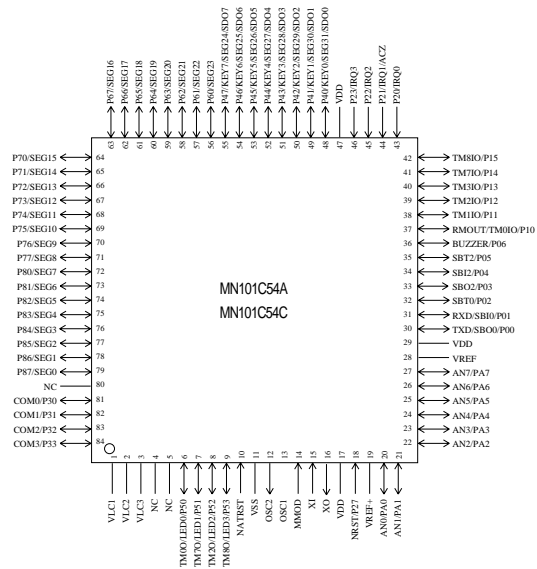 P67/SEG16
P66/SEG17
P65/SEG18
P64/SEG19
P63/SEG20
P62/SEG21
P61/SEG22
P60/SEG23
P47/KEY7/SEG24/SDO7
P46/KEY6/SEG25/SDO6
P45/KEY5/SEG26/SDO5
P44/KEY4/SEG27/SDO4
P43/KEY3/SEG28/SDO3
P42/KEY2/SEG29/SDO2
P41/KEY1/SEG30/SDO1
P40/KEY0/SEG31/SDO0
VDD
P23/IRQ3
P22/IRQ2
P21/IRQ1/ACZ
P20/IRQ0
63 62 61 60 59 58 57 56 55 54 53 52 51 50 49 48 47 46 45 44 43
P70/SEG15 64
P71/SEG14 65
P72/SEG13 66
P73/SEG12 67
P74/SEG11 68
P75/SEG10 69
P76/SEG9 70
P77/SEG8 71
P80/SEG7 72
P81/SEG6 73
P82/SEG5 74
P83/SEG4 75
P84/SEG3 76
P85/SEG2 77
P86/SEG1 78
P87/SEG0 79
NC 80
COM0/P30 81
COM1/P31 82
COM2/P32 83
COM3/P33 84
MN101C54A
MN101C54C
42 TM8IO/P15
41 TM7IO/P14
40 TM3IO/P13
39 TM2IO/P12
38 TM1IO/P11
37 RMOUT/TM0IO/P10
36 BUZZER/P06
35 SBT2/P05
34 SBI2/P04
33 SBO2/P03
32 SBT0/P02
31 RXD/SBI0/P01
30 TXD/SBO0/P00
29 VDD
28 VREF
27 AN7/PA7
26 AN6/PA6
25 AN5/PA5
24 AN4/PA4
23 AN3/PA3
22 AN2/PA2
1 2 3 4 5 6 7 8 9 10 11 12 13 14 15 16 17 18 19 20 21
VLC1
VLC2
VLC3
NC
NC
TM0O/LED0/P50
TM7O/LED1/P51
TM2O/LED2/P52
TM8O/LED3/P53
NATRST
VSS
OSC2
OSC1
MMOD
XI
XO
VDD
NRST/P27
VREF+
AN0/PA0
AN1/PA1